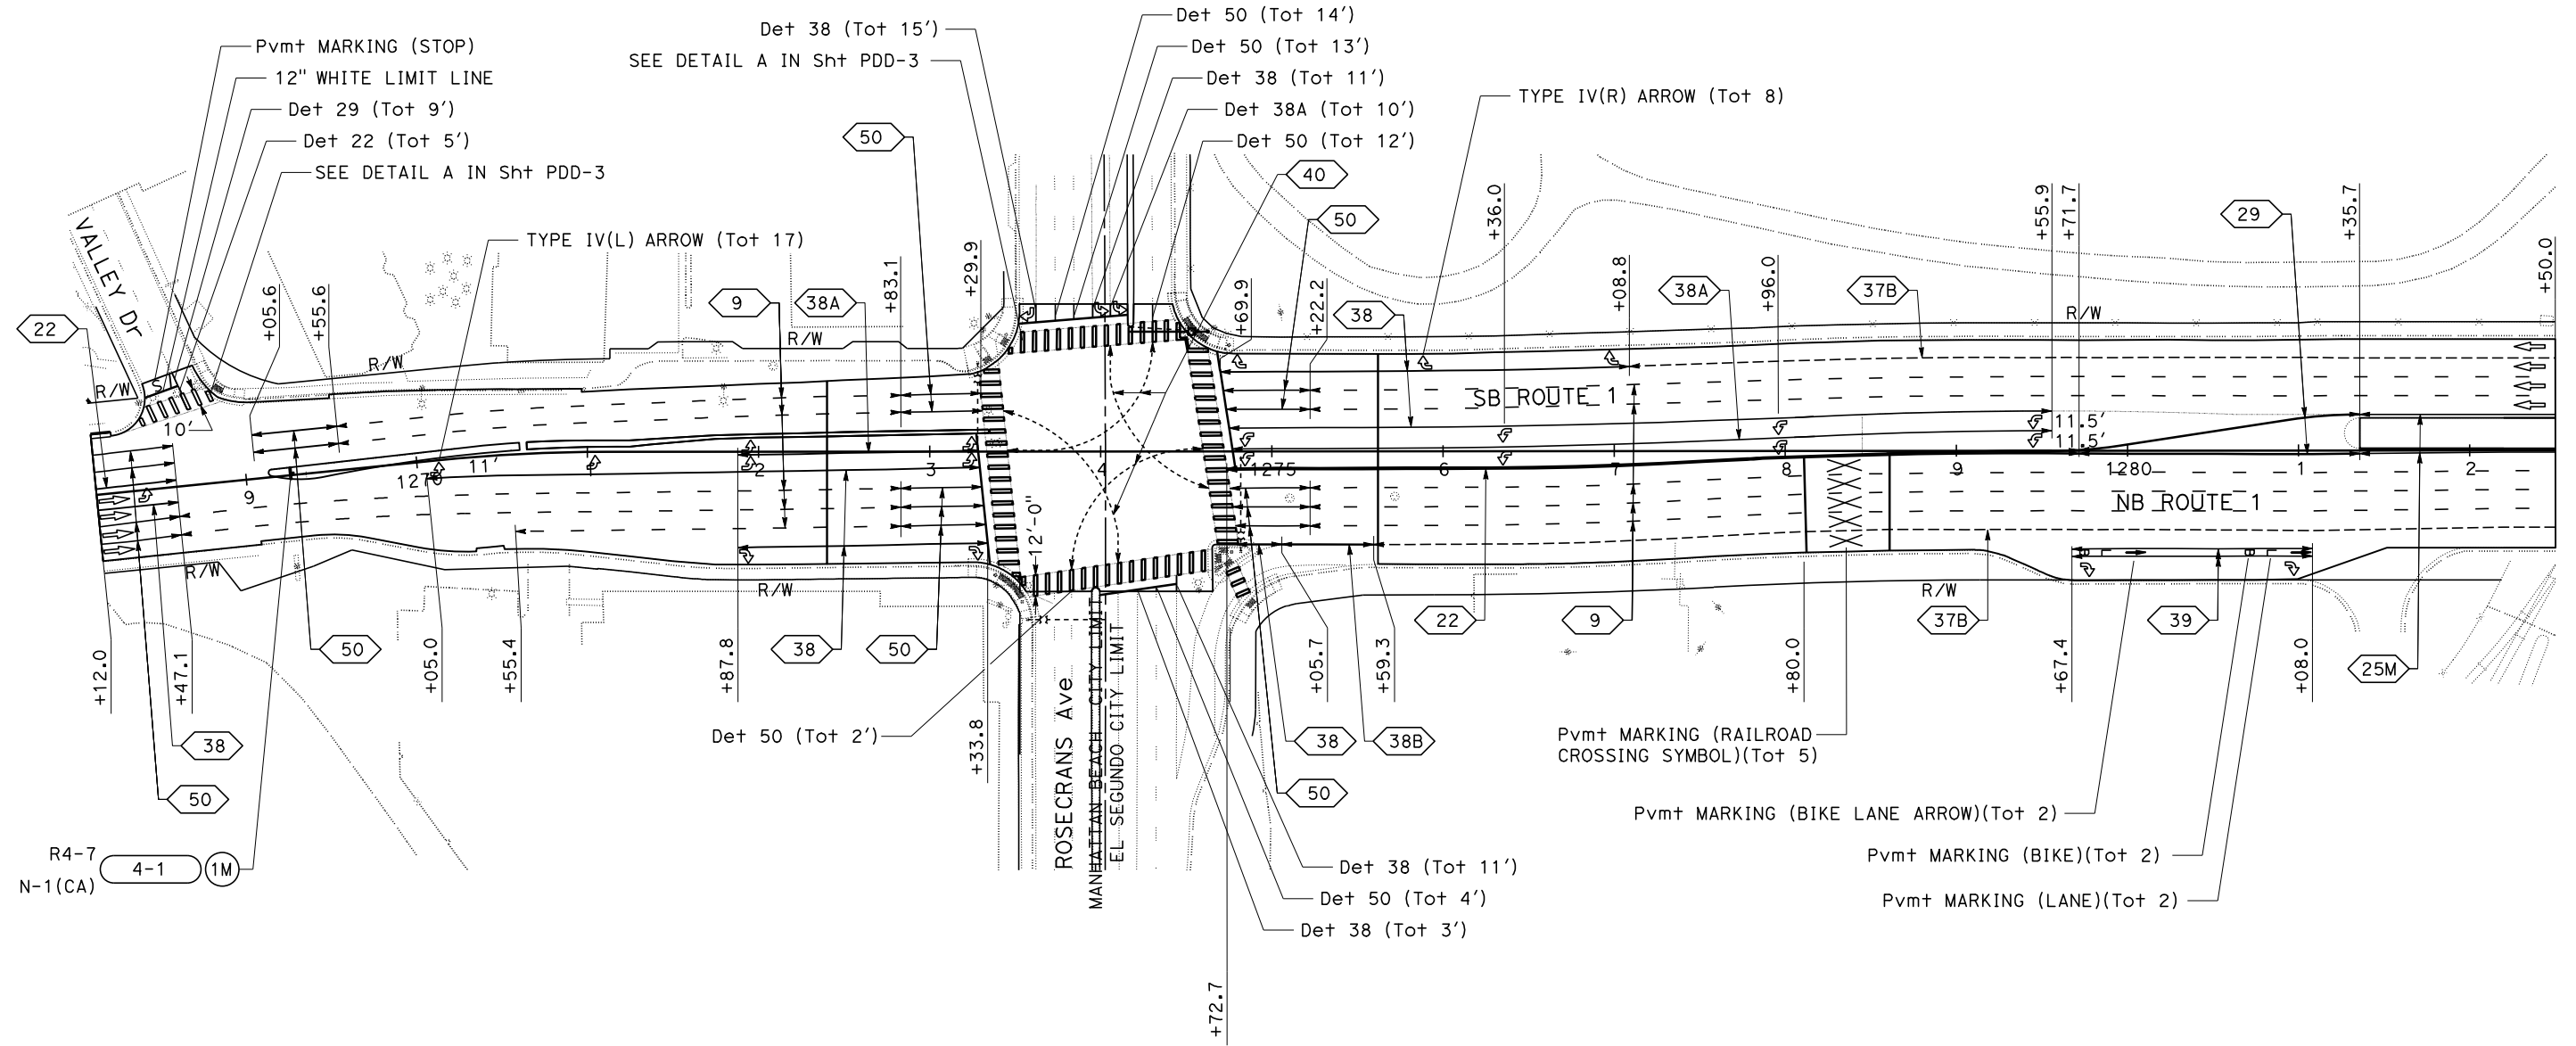 Pvmt MARKING (STOP)
12" WHITE LIMIT LINE
Det 29 (Tot 9')
Det 22 (Tot 5')
SEE DETAIL A IN Sht PDD-3
Det 38 (Tot 15')
SEE DETAIL A IN Sht PDD-3
Det 50 (Tot 14')
Det 50 (Tot 13')
Det 38 (Tot 11')
Det 38A (Tot 10')
Det 50 (Tot 12')
TYPE IV(R) ARROW (Tot 8)
TYPE IV(L) ARROW (Tot 17)
50
40
50
29
VALLEY Dr
22
+05.6
+55.6
9
38A
+83.1
+29.9
+69.9
+22.2
38
+36.0
+08.8
38A
+96.0
37B
+55.9
+71.7
+35.7
+50.0
R/W
R/W
R/W
R/W
10'
SB ROUTE 1
11.5'
11.5'
9
1270
11'
1
2
3
4
1275
6
7
8
9
1280
1
2
NB ROUTE 1
12'-0"
R/W
R/W
R/W
+12.0
+47.1
50
+05.0
+55.4
+87.8
38
50
+33.8
+05.7
+59.3
22
9
+80.0
37B
+67.4
39
+08.0
25M
38
50
Det 50 (Tot 2')
ROSECRANS Ave
MANHATTAN BEACH CITY LIMIT
EL SEGUNDO CITY LIMIT
38
38B
50
Pvmt MARKING (RAILROAD
CROSSING SYMBOL)(Tot 5)
Pvmt MARKING (BIKE LANE ARROW)(Tot 2)
Pvmt MARKING (BIKE)(Tot 2)
Pvmt MARKING (LANE)(Tot 2)
R4-7
N-1(CA)
4-1
1M
Det 38 (Tot 11')
Det 50 (Tot 4')
Det 38 (Tot 3')
+72.7